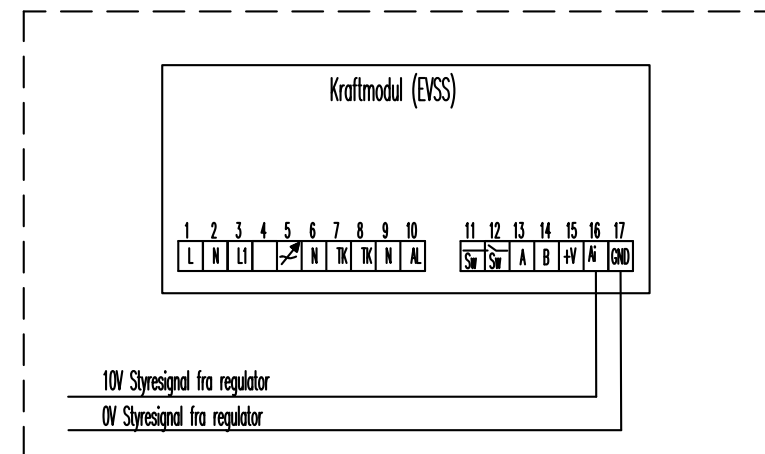 Kraftmodul (EVSS)
1 2 3 4 5 6 7 8 9 10 11 12 13 14 15 16 17
L N L1 N TK TK N AL Sw Sw A B +V Ai GND
10V Styresignal fra regulator
0V Styresignal fra regulator